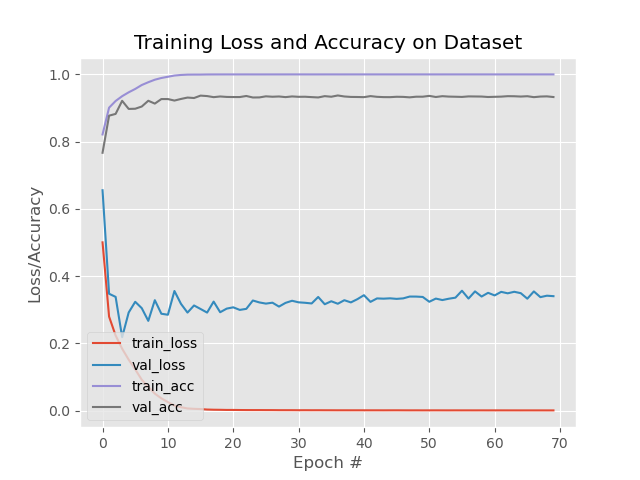 Training Loss and Accuracy on Dataset
Loss/Accuracy
1.0
0.8
0.6
0.4
0.2
0.0
train_loss
val_loss
train_acc
val_acc
0 10 20 30 40 50 60 70
Epoch #